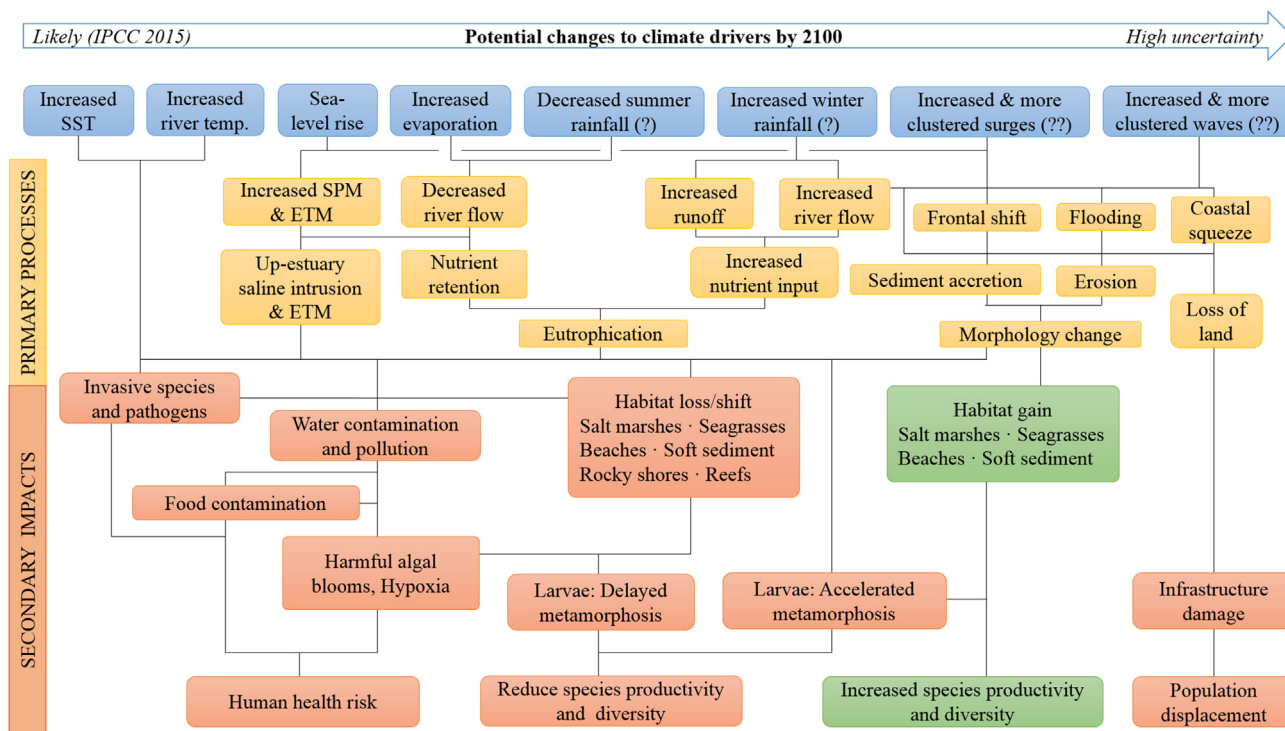 Likely (IPCC 2015)
Potential changes to climate drivers by 2100
High uncertainty
Increased
SST
Increased
river temp.
Sea-
level rise
Increased
evaporation
Decreased summer
rainfall (?)
Increased winter
rainfall (?)
Increased & more
clustered surges (??)
Increased & more
clustered waves (??)
PRIMARY PROCESSES
Increased SPM
& ETM
Decreased
river flow
Increased
runoff
Increased
river flow
Frontal shift
Flooding
Coastal
squeeze
Up-estuary
saline intrusion
& ETM
Nutrient
retention
Increased
nutrient input
Sediment accretion
Erosion
Eutrophication
Morphology change
Loss of
land
SECONDARY IMPACTS
Invasive species
and pathogens
Water contamination
and pollution
Habitat loss/shift
Salt marshes · Seagrasses
Beaches · Soft sediment
Rocky shores · Reefs
Habitat gain
Salt marshes · Seagrasses
Beaches · Soft sediment
Food contamination
Harmful algal
blooms, Hypoxia
Larvae: Delayed
metamorphosis
Larvae: Accelerated
metamorphosis
Infrastructure
damage
Human health risk
Reduce species productivity
and diversity
Increased species productivity
and diversity
Population
displacement